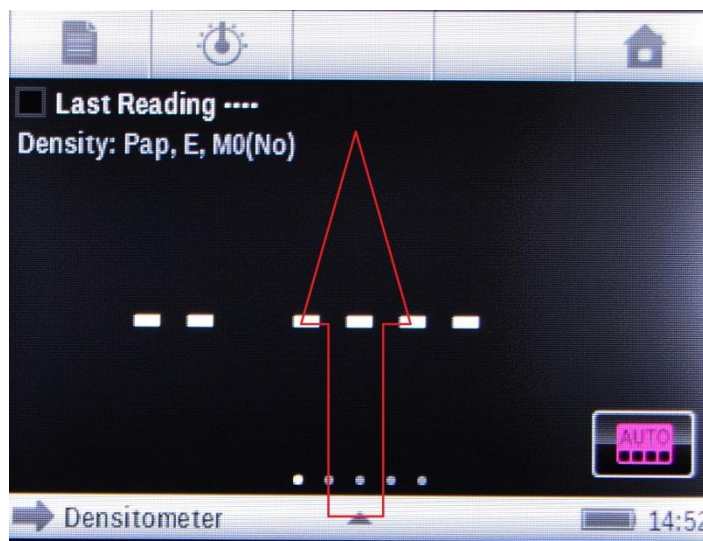 Last Reading ----
Density: Pap, E, M0(No)
-- ----
AUTO
Densitometer
14:52